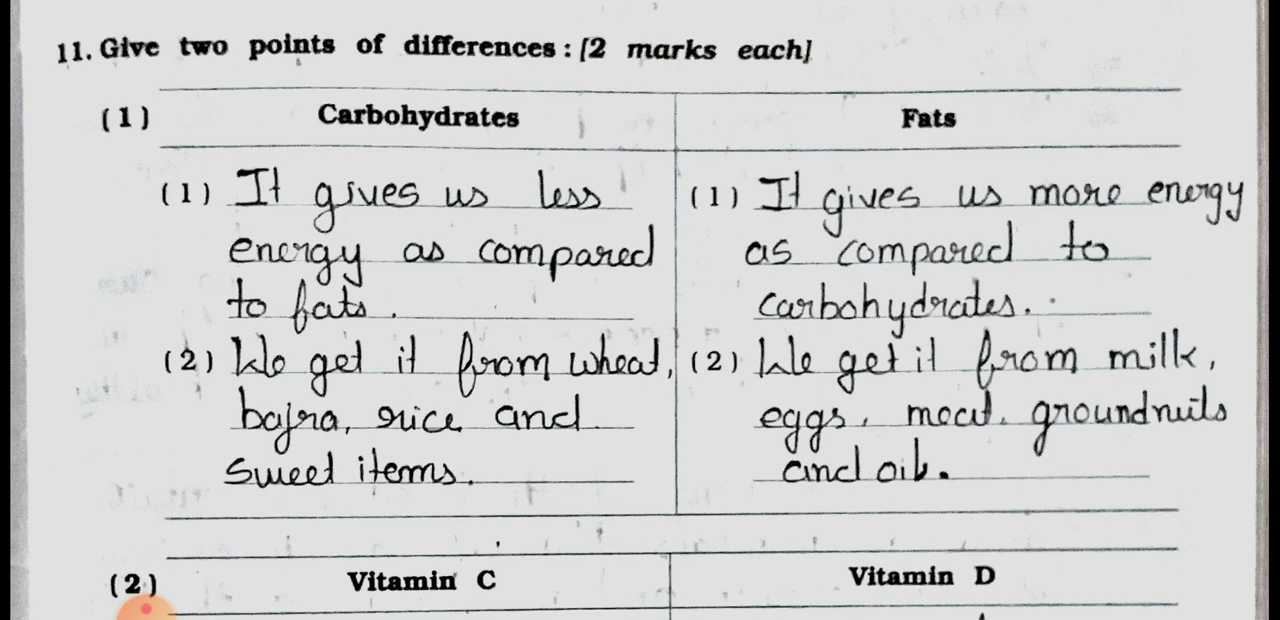 11. Give two points of differences : [2 marks each]
(1) Carbohydrates Fats
(1) It gives us less
energy as compared
to fats.
(2) We get it from wheat,
bajra, rice and
sweet items.
(1) It gives us more energy
as compared to
carbohydrates.
(2) We get it from milk,
eggs, meat, groundnuts
and oils.
(2) Vitamin C Vitamin D